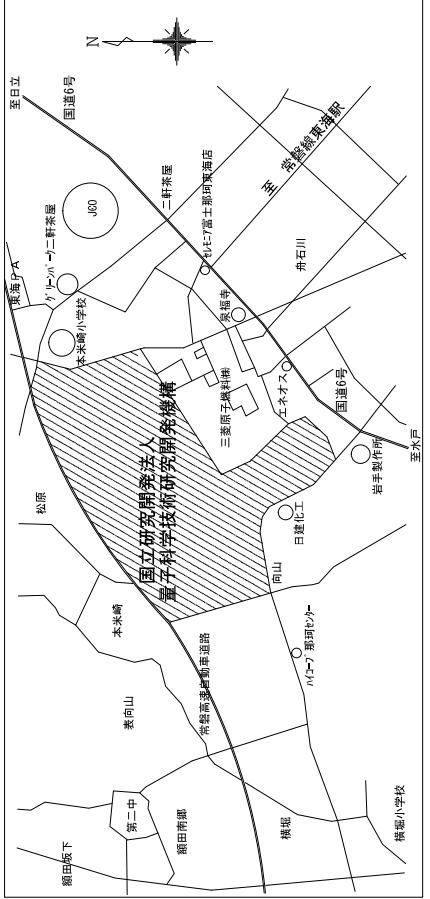 N
至日立
国道6号
東海PA
JCO
グリーンパーク二軒茶屋
二軒茶屋
本米崎小学校
セレモニア富士那珂東海店
至 常磐線東海駅
舟石川
泉福寺
松原
国立研究開発法人
量子科学技術研究開発機構
三菱原子燃料㈱
エネオス
国道6号
岩手製作所
至水戸
日建化工
向山
本米崎
表向山
常磐高速自動車道路
ハイコープ那珂センター
第二中
額田南郷
額田坂下
横堀
横堀小学校